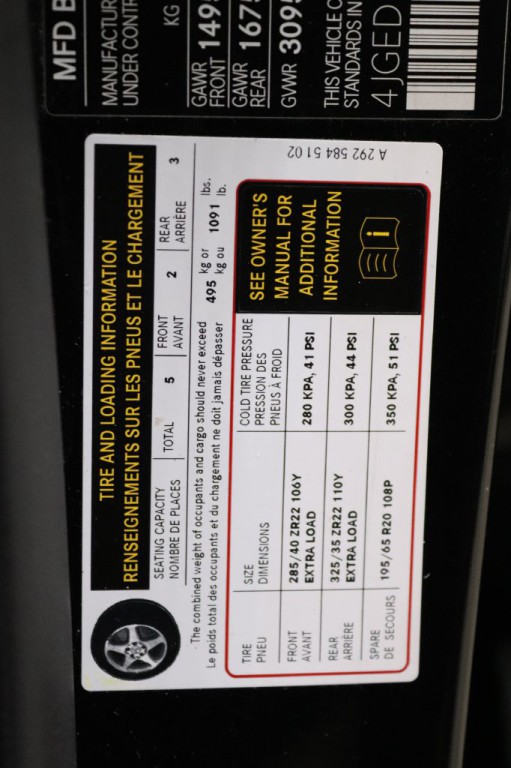 MFD B
MANUFACTUR
UNDER CONTR
KG
GAWR
FRONT 149
GAWR
REAR 167
GVWR 309
THIS VEHICLE C
STANDARDS IN
4JGED
TIRE AND LOADING INFORMATION
RENSEIGNEMENTS SUR LES PNEUS ET LE CHARGEMENT
SEATING CAPACITY
NOMBRE DE PLACES
TOTAL 5
FRONT
AVANT 2
REAR
ARRIÈRE 3
The combined weight of occupants and cargo should never exceed
Le poids total des occupants et du chargement ne doit jamais dépasser
495 kg or
kg ou 1091 lbs.
lb.
TIRE
PNEU
SIZE
DIMENSIONS
COLD TIRE PRESSURE
PRESSION DES
PNEUS À FROID
FRONT
AVANT
285/40 ZR22 106Y
EXTRA LOAD
280 KPA, 41 PSI
REAR
ARRIÈRE
325/35 ZR22 110Y
EXTRA LOAD
300 KPA, 44 PSI
SPARE
DE SECOURS
195/65 R20 108P
350 KPA, 51 PSI
SEE OWNER'S
MANUAL FOR
ADDITIONAL
INFORMATION
A 292 584 51 02